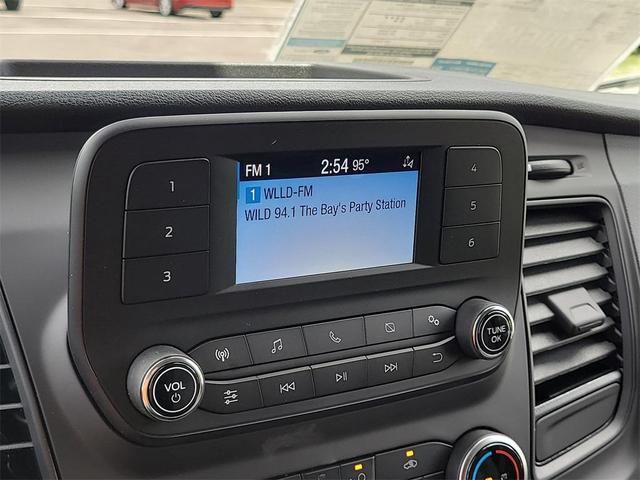 FM 1 2:54 95°
1 WLLD-FM
WILD 94.1 The Bay's Party Station
1
2
3
4
5
6
VOL
TUNE
OK